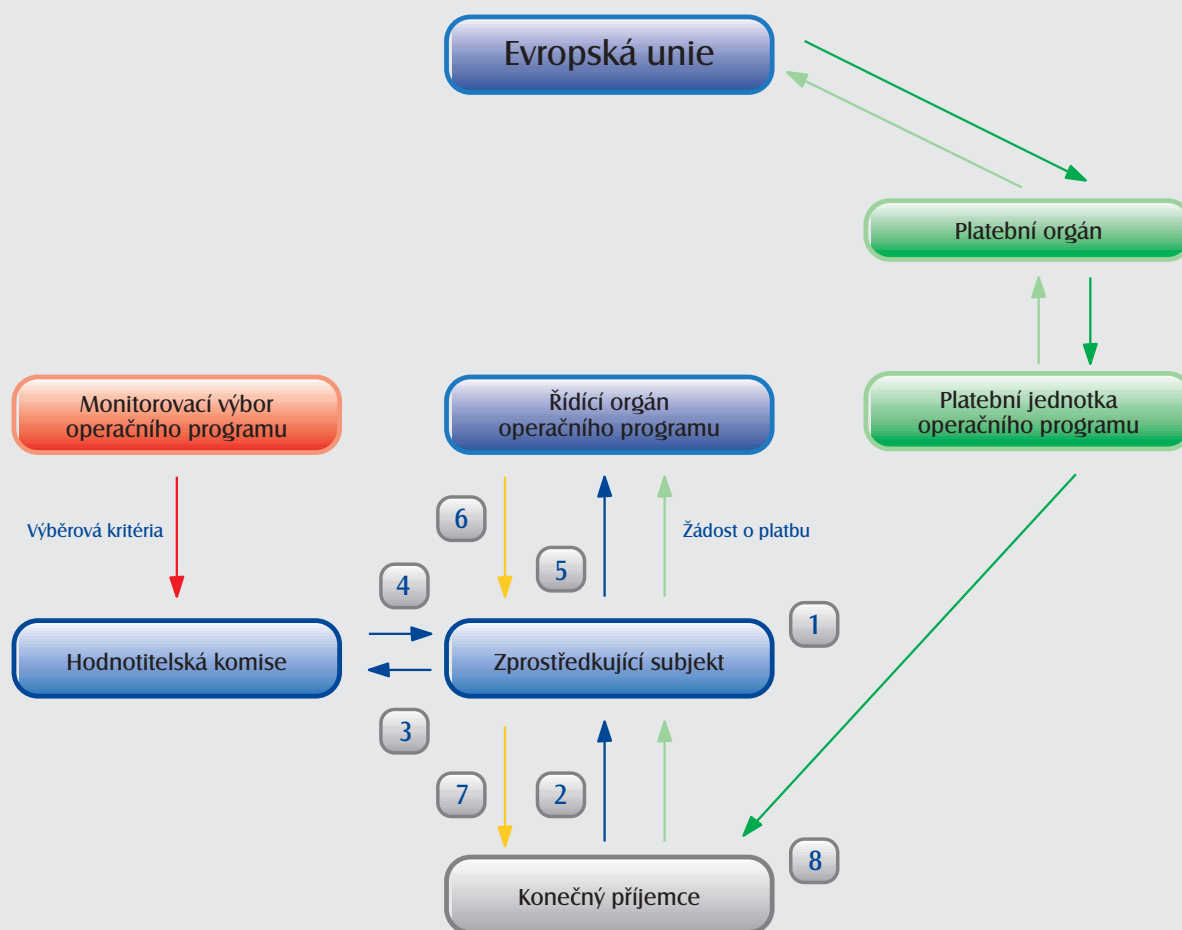 Evropská unie
Platební orgán
Monitorovací výbor
operačního programu
Řídící orgán
operačního programu
Platební jednotka
operačního programu
Výběrová kritéria
6
5
Žádost o platbu
4
1
Hodnotitelská komise
Zprostředkující subjekt
3
7
2
8
Konečný příjemce